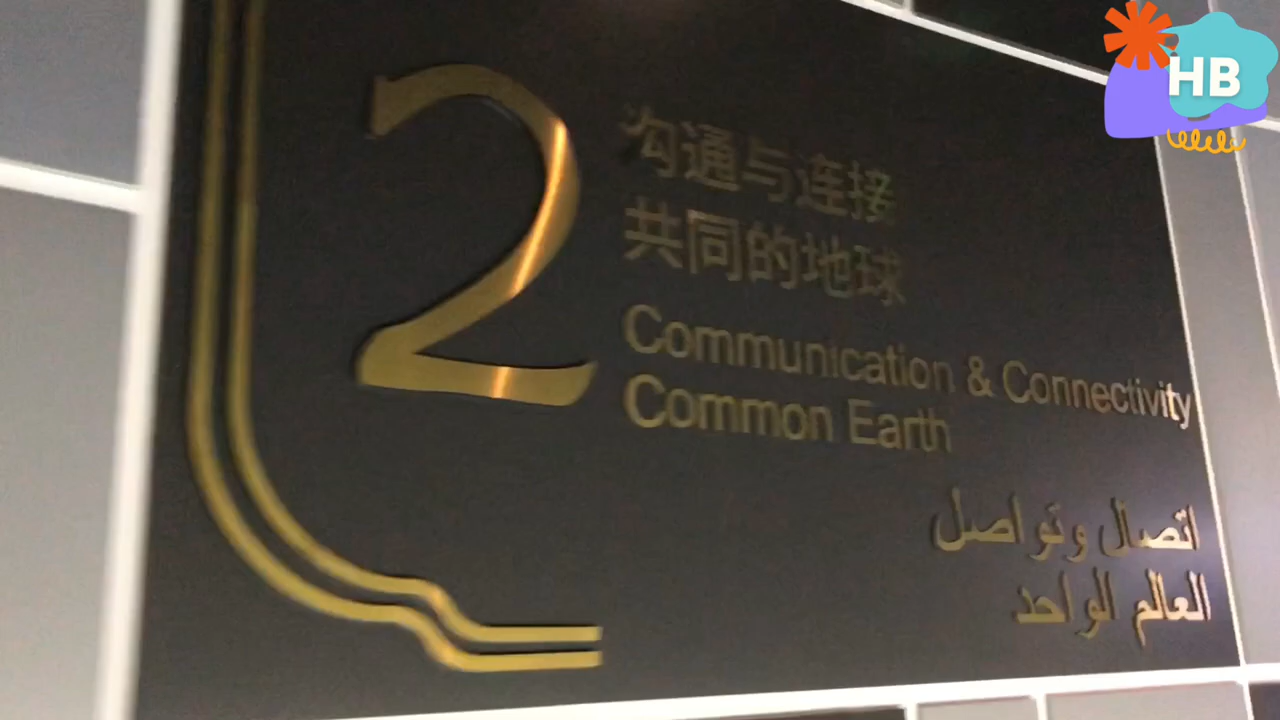 HB
2
沟通与连接
共同的地球
Communication & Connectivity
Common Earth
اتصال وتواصل
العالم الواحد